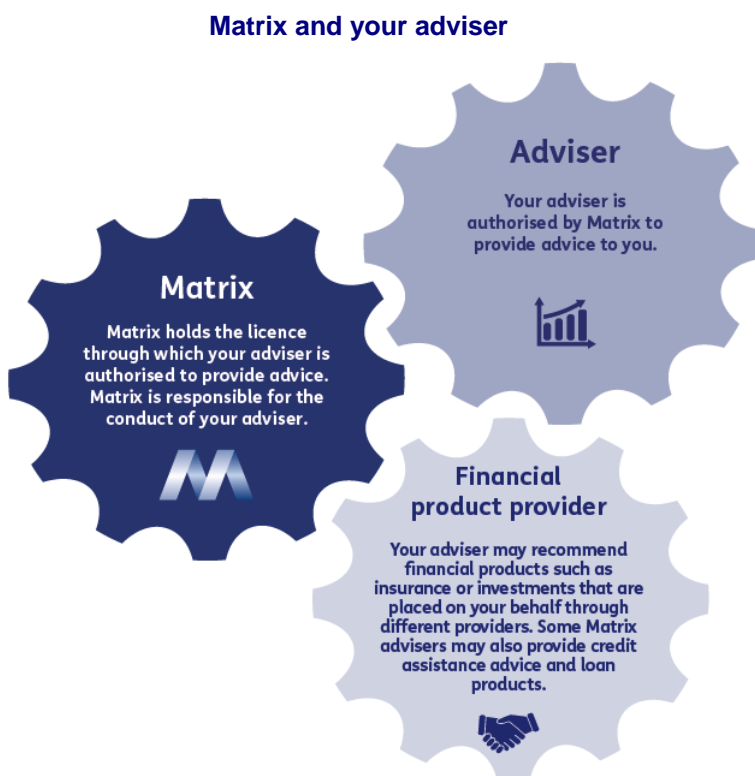 Matrix and your adviser
Adviser
Your adviser is
authorised by Matrix to
provide advice to you.
Matrix
Matrix holds the licence
through which your adviser is
authorised to provide advice.
Matrix is responsible for the
conduct of your adviser.
Financial
product provider
Your adviser may recommend
financial products such as
insurance or investments that are
placed on your behalf through
different providers. Some Matrix
advisers may also provide credit
assistance advice and loan
products.